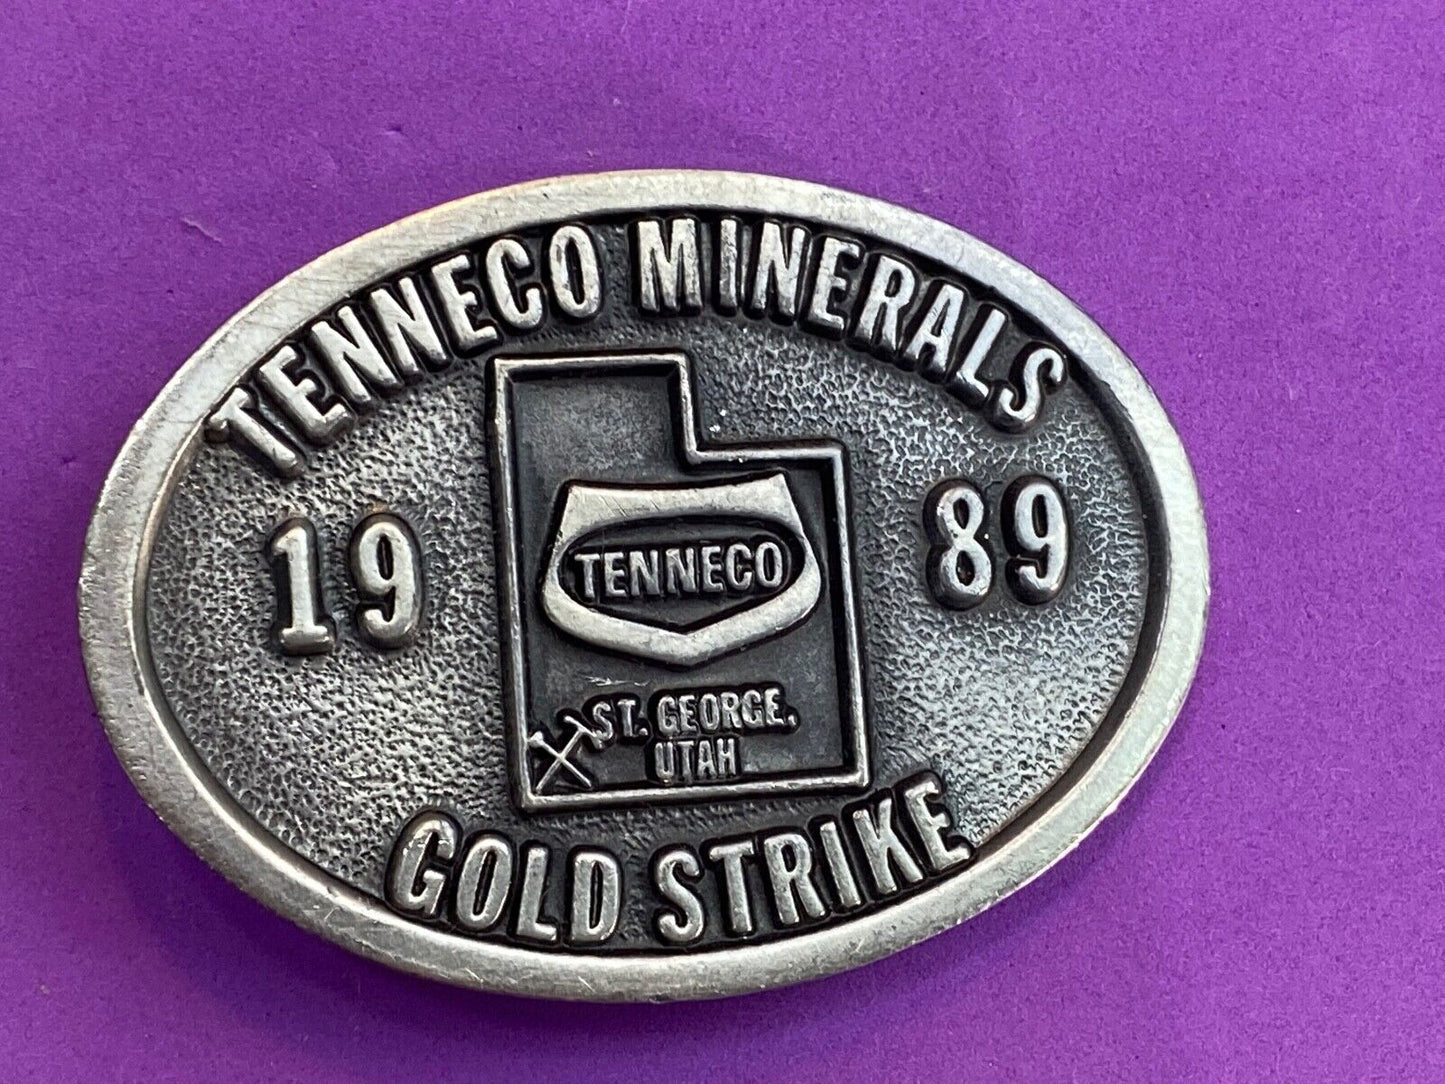 TENNECO MINERALS
19 89
TENNECO
ST. GEORGE,
UTAH
GOLD STRIKE